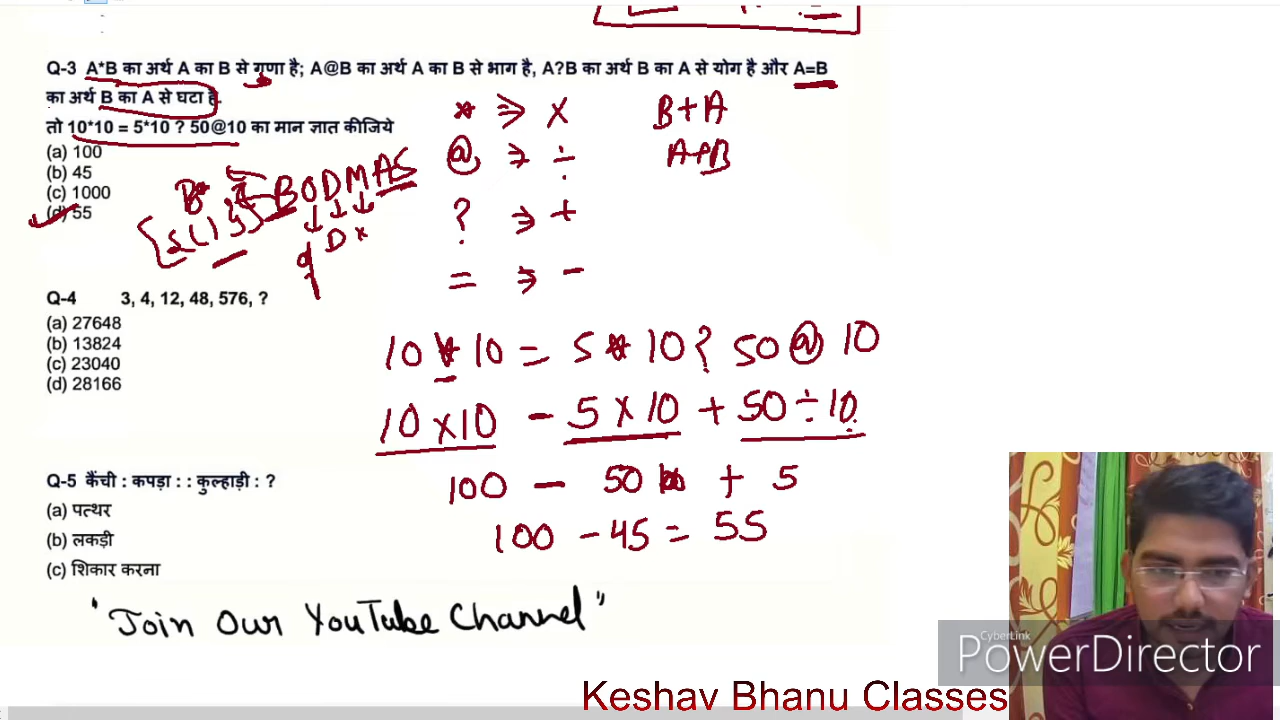 Q-3 A*B का अर्थ A का B से गुणा है; A@B का अर्थ A का B से भाग है, A?B का अर्थ B का A से योग है और A=B
का अर्थ B का A से घटा है.
तो 10*10 = 5*10 ? 50@10 का मान ज्ञात कीजिये
(a) 100
(b) 45
(c) 1000
(d) 55
* ⇒ × B+A
@ ⇒ ÷ A+B
? ⇒ +
= ⇒ -
BODMAS
[{()}]
D ×
Q-4 3, 4, 12, 48, 576, ?
(a) 27648
(b) 13824
(c) 23040
(d) 28166
10 * 10 = 5 * 10 ? 50 @ 10
10 × 10 - 5 × 10 + 50 ÷ 10
100 - 50 + 5
100 - 45 = 55
Q-5 कैंची : कपड़ा : : कुल्हाड़ी : ?
(a) पत्थर
(b) लकड़ी
(c) शिकार करना
"Join Our YouTube Channel"
CyberLink
PowerDirector
Keshav Bhanu Classes